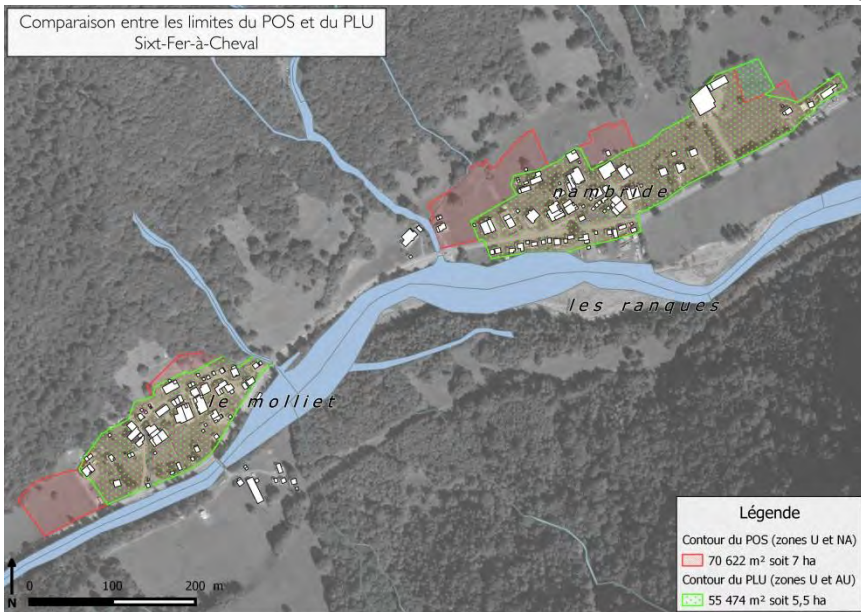 Comparaison entre les limites du POS et du PLU
Sixt-Fer-à-Cheval
nambride
les ranques
le molliet
Légende
Contour du POS (zones U et NA)
70 622 m² soit 7 ha
Contour du PLU (zones U et AU)
55 474 m² soit 5,5 ha
N
0 100 200 m